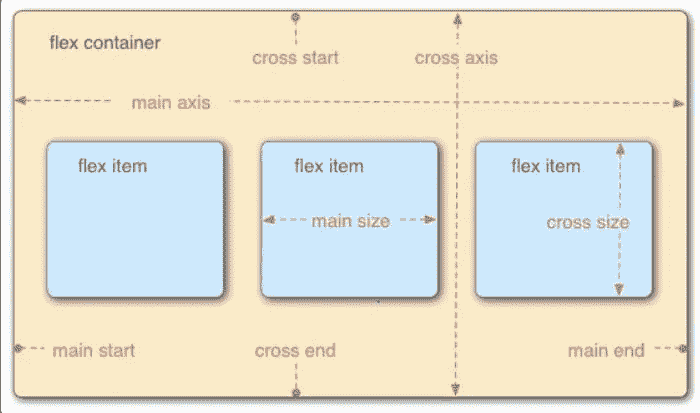 flex container
cross start
cross axis
main axis
flex item
flex item
flex item
main size
cross size
main start
cross end
main end